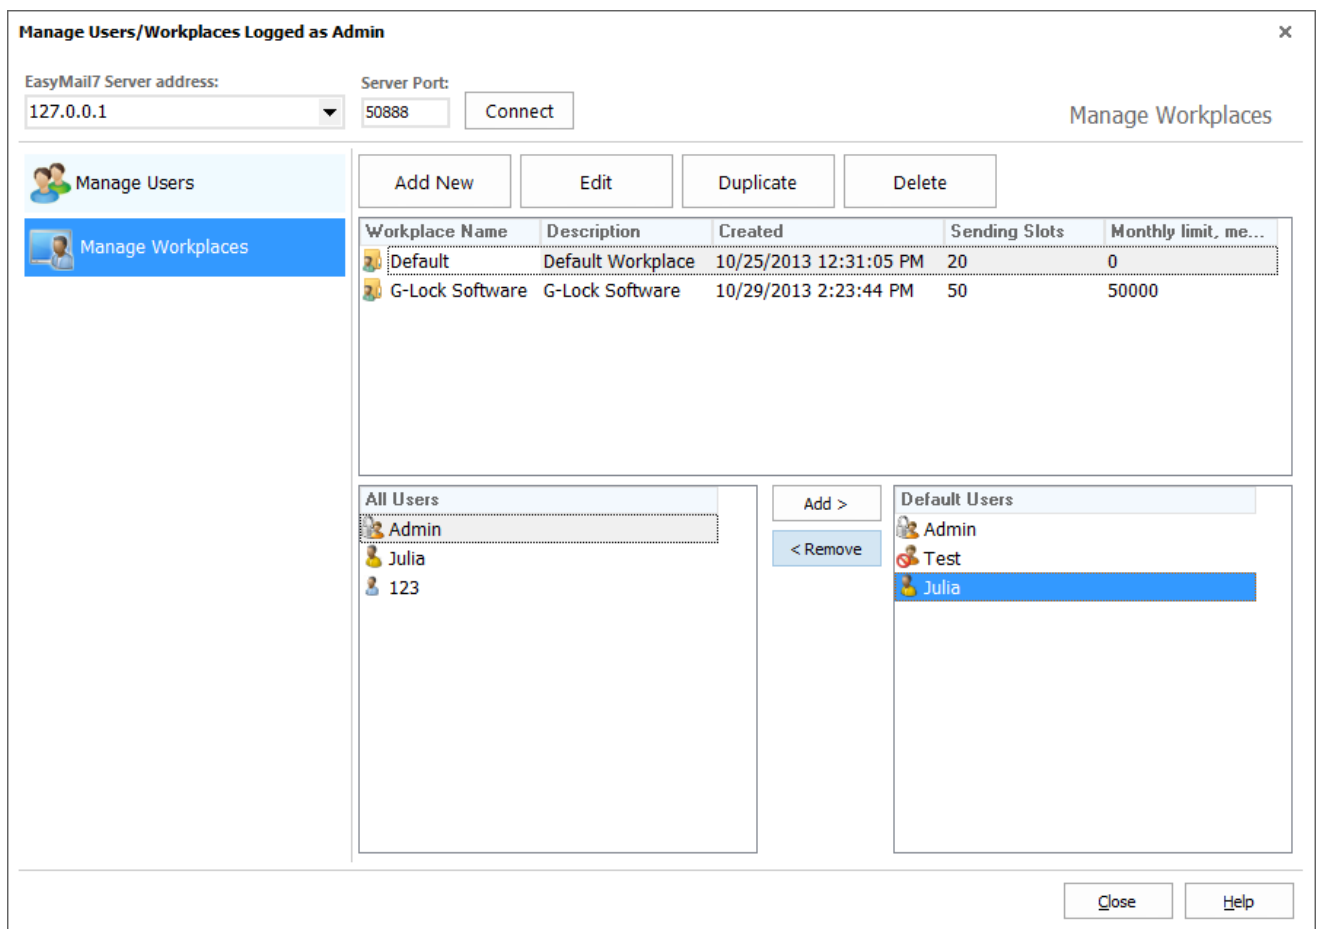 Manage Users/Workplaces Logged as Admin
EasyMail7 Server address:
Server Port:
127.0.0.1
50888
Connect
Manage Workplaces
Manage Users
Manage Workplaces
Add New
Edit
Duplicate
Delete
Workplace Name Description Created Sending Slots Monthly limit, me...
Default Default Workplace 10/25/2013 12:31:05 PM 20 0
G-Lock Software G-Lock Software 10/29/2013 2:23:44 PM 50 50000
All Users
Admin
Julia
123
Add >
< Remove
Default Users
Admin
Test
Julia
Close
Help